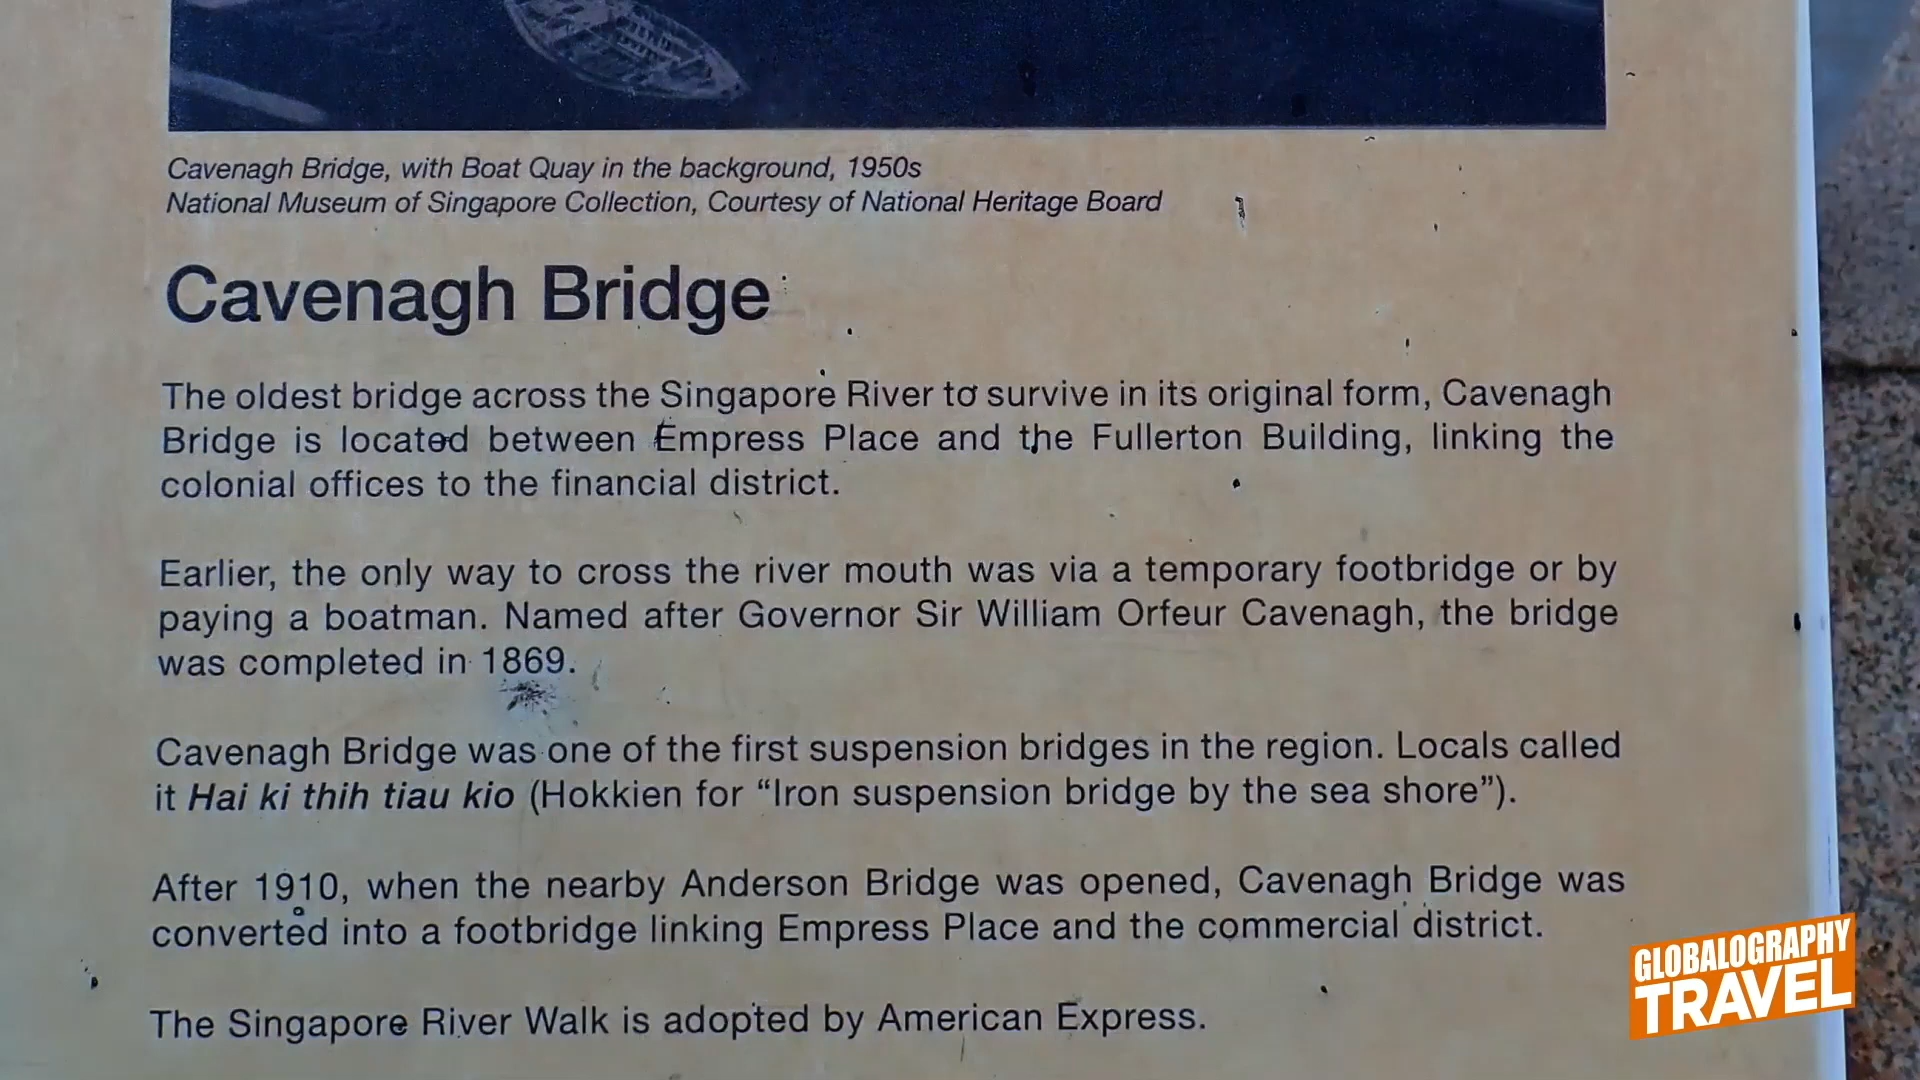 Cavenagh Bridge, with Boat Quay in the background, 1950s
National Museum of Singapore Collection, Courtesy of National Heritage Board
Cavenagh Bridge
The oldest bridge across the Singapore River to survive in its original form, Cavenagh
Bridge is located between Empress Place and the Fullerton Building, linking the
colonial offices to the financial district.
Earlier, the only way to cross the river mouth was via a temporary footbridge or by
paying a boatman. Named after Governor Sir William Orfeur Cavenagh, the bridge
was completed in 1869.
Cavenagh Bridge was one of the first suspension bridges in the region. Locals called
it Hai ki thih tiau kio (Hokkien for “Iron suspension bridge by the sea shore”).
After 1910, when the nearby Anderson Bridge was opened, Cavenagh Bridge was
converted into a footbridge linking Empress Place and the commercial district.
The Singapore River Walk is adopted by American Express.
GLOBALOGRAPHY
TRAVEL